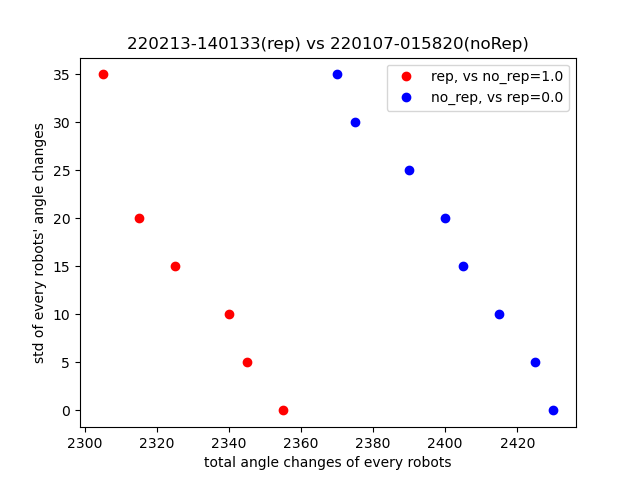 220213-140133(rep) vs 220107-015820(noRep)
rep, vs no_rep=1.0
no_rep, vs rep=0.0
std of every robots' angle changes
35
30
25
20
15
10
5
0
2300 2320 2340 2360 2380 2400 2420
total angle changes of every robots